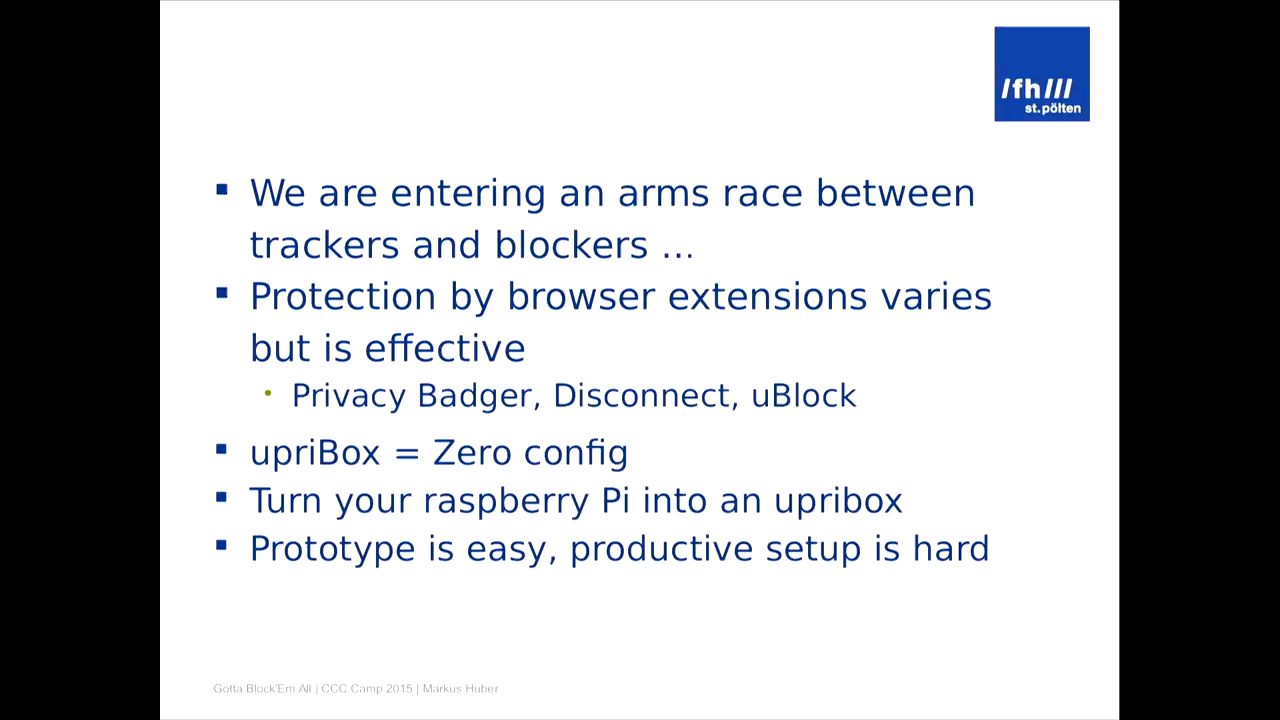 /fh///
st.pölten
We are entering an arms race between
trackers and blockers ...
Protection by browser extensions varies
but is effective
Privacy Badger, Disconnect, uBlock
upriBox = Zero config
Turn your raspberry Pi into an upribox
Prototype is easy, productive setup is hard
Gotta Block'Em All | CCC Camp 2015 | Markus Huber